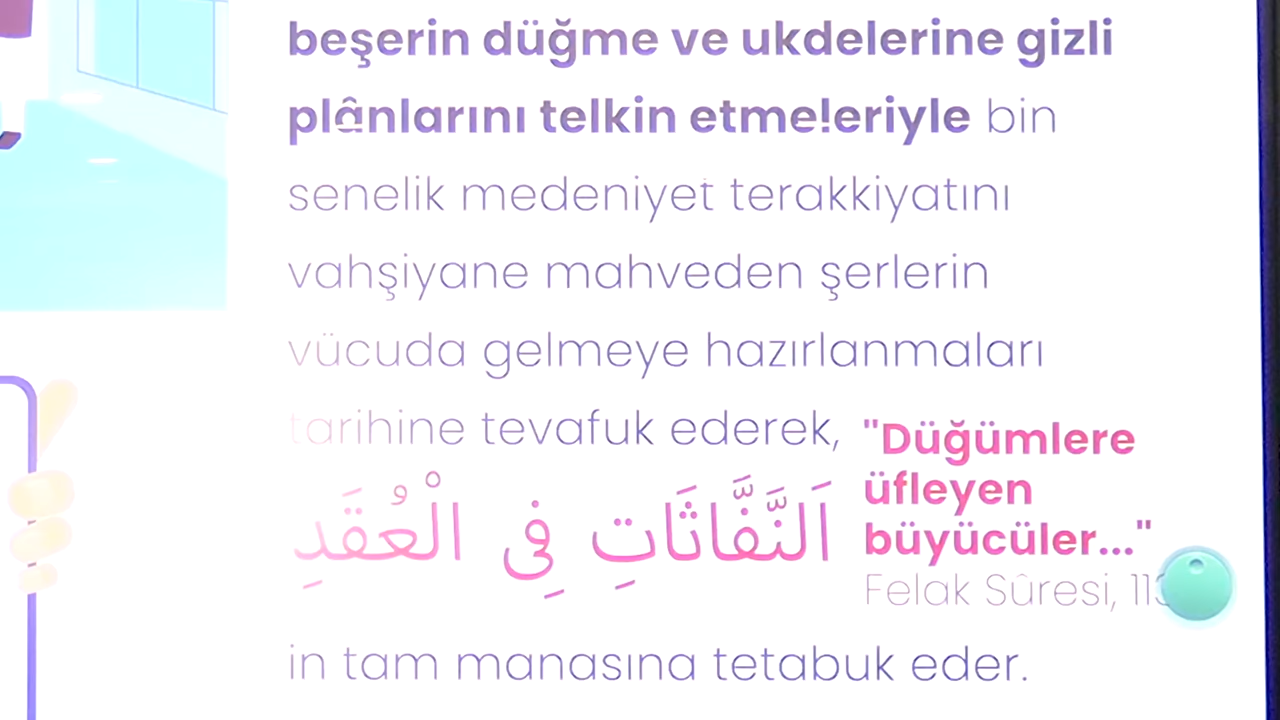 beşerin düğme ve ukdelerine gizli
plânlarını telkin etmeleriyle bin
senelik medeniyet terakkiyatını
vahşiyane mahveden şerlerin
vücuda gelmeye hazırlanmaları
tarihine tevafuk ederek,
اَلنَّفَّاثَاتِ فِى الْعُقَدِ
"Düğümlere
üfleyen
büyücüler..."
Felak Sûresi,
in tam manasına tetabuk eder.